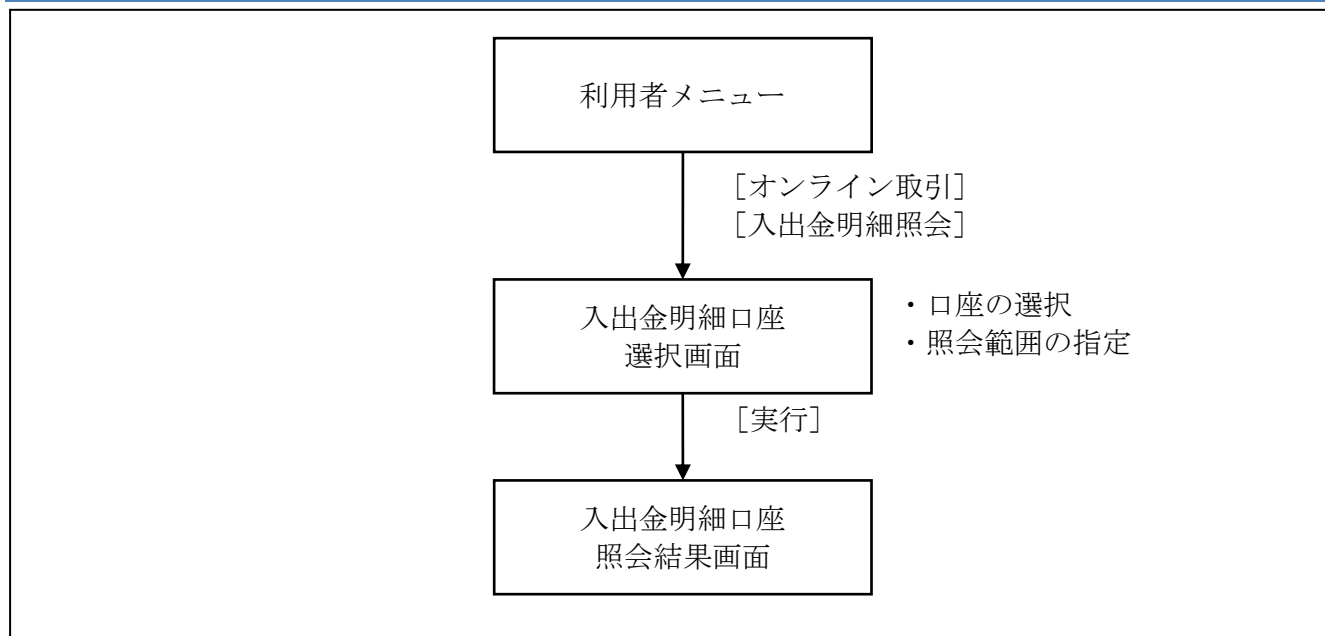 利用者メニュー
［オンライン取引］
［入出金明細照会］
入出金明細口座
選択画面
・口座の選択
・照会範囲の指定
［実行］
入出金明細口座
照会結果画面